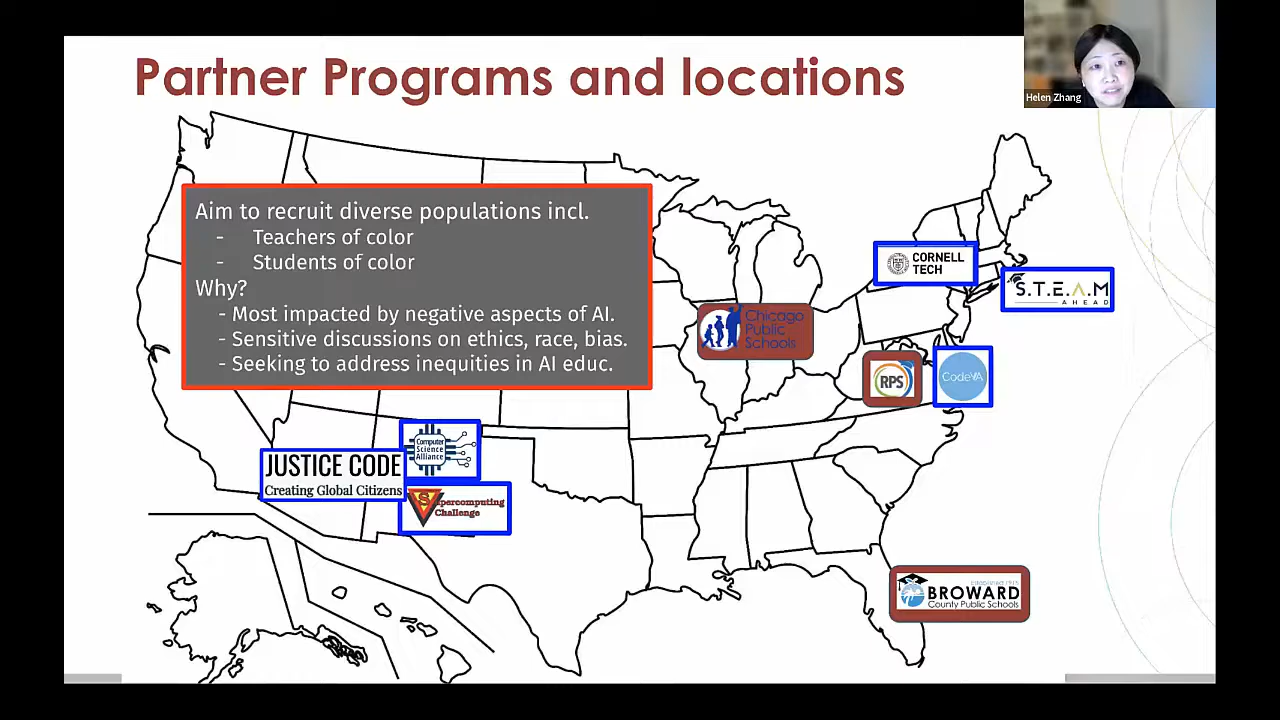 Partner Programs and locations
Helen Zhang
Aim to recruit diverse populations incl.
- Teachers of color
- Students of color
Why?
- Most impacted by negative aspects of AI.
- Sensitive discussions on ethics, race, bias.
- Seeking to address inequities in AI educ.
CORNELL
TECH
S.T.E.A.M
AHEAD
Chicago
Public
Schools
RPS
CodeVA
Computer
Science
Alliance
JUSTICE CODE
Creating Global Citizens
Supercomputing
Challenge
BROWARD
County Public Schools